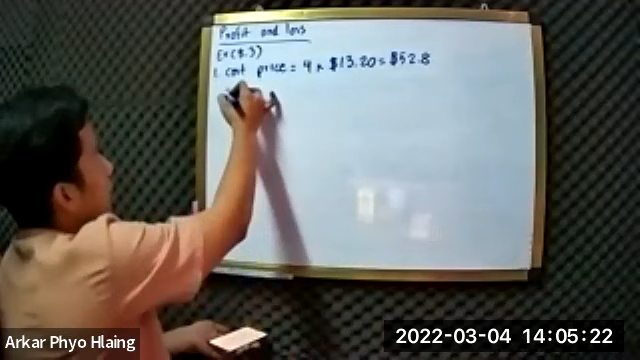 Profit and loss
Ex (8.3)
1. cost price = 4 × $13.20 = $52.8
Arkar Phyo Hlaing
2022-03-04 14:05:22